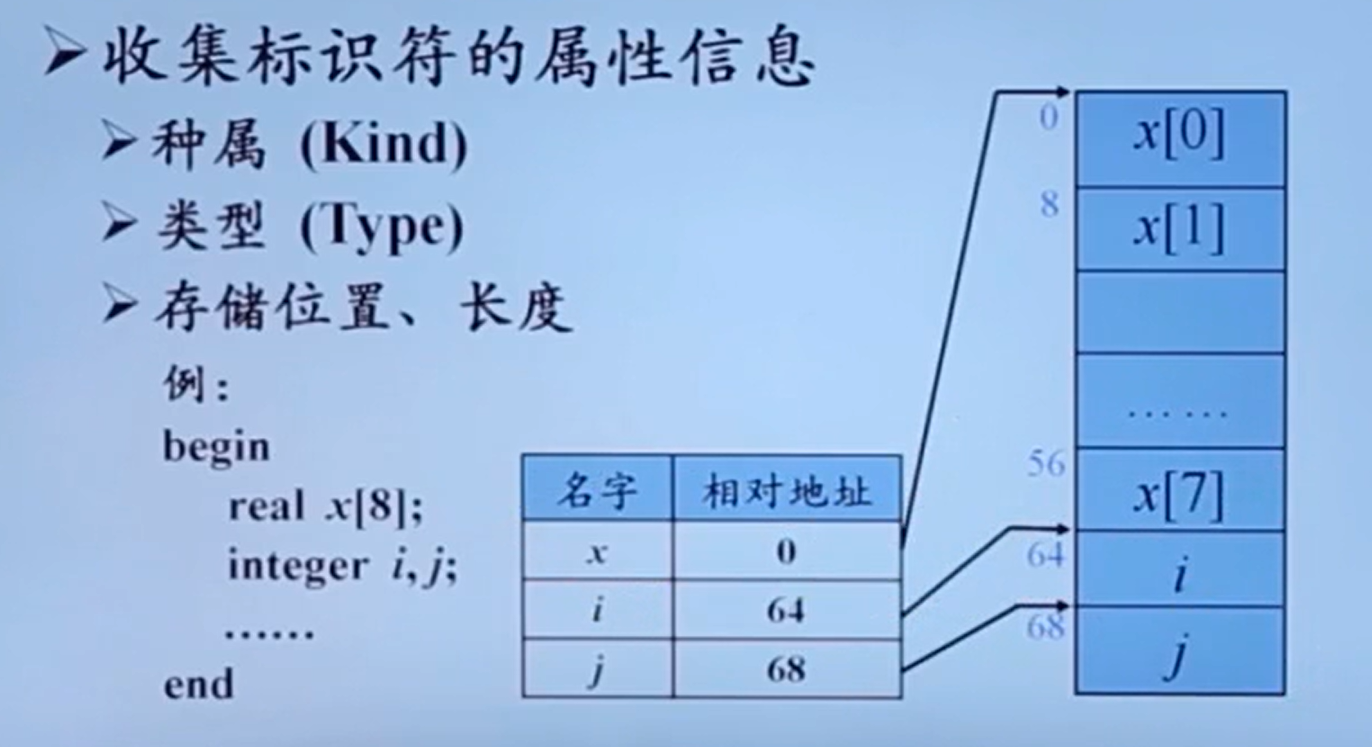 收集标识符的属性信息
种属 (Kind)
类型 (Type)
存储位置、长度
例：
begin
real x[8];
integer i, j;
……
end
名字 相对地址
x 0
i 64
j 68
0 x[0]
8 x[1]
……
56 x[7]
64 i
68 j